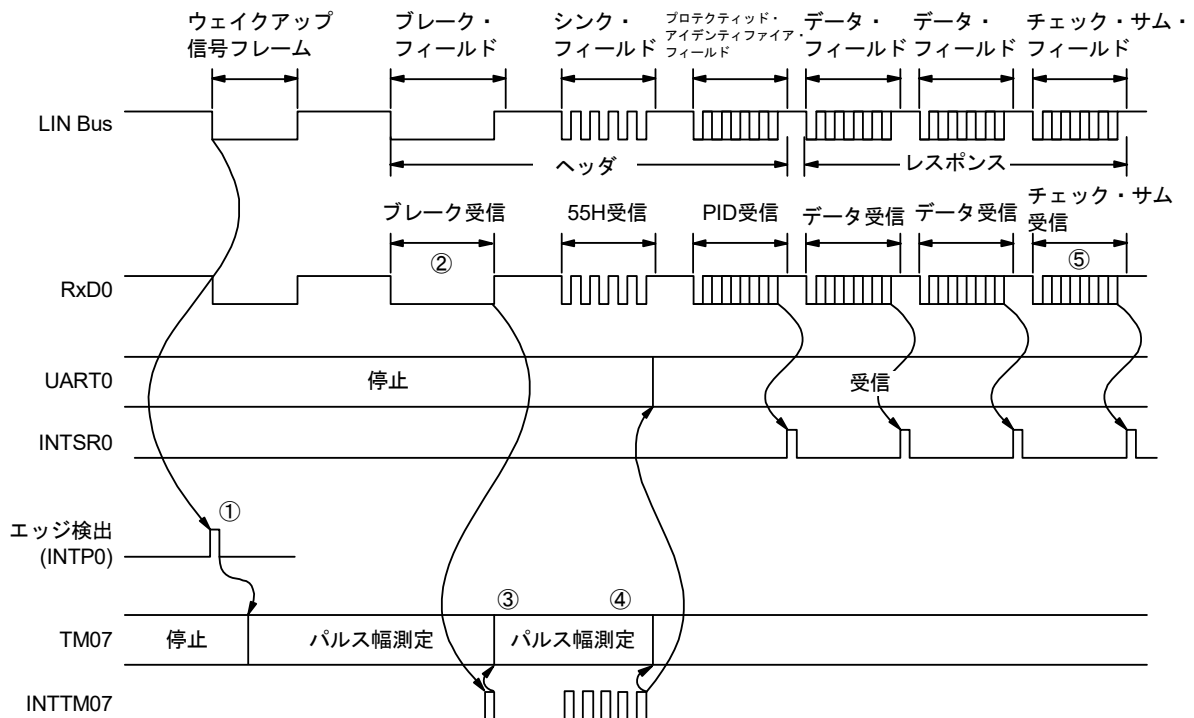 ウェイクアップ
信号フレーム
ブレーク・
フィールド
シンク・
フィールド
プロテクティッド・
アイデンティファイア・
フィールド
データ・
フィールド
データ・
フィールド
チェック・サム・
フィールド
LIN Bus
ヘッダ
レスポンス
ブレーク受信
55H受信
PID受信
データ受信
データ受信
チェック・サム
受信
②
⑤
RxD0
UART0
停止
受信
INTSR0
①
エッジ検出
(INTP0)
③
④
TM07
停止
パルス幅測定
パルス幅測定
INTTM07